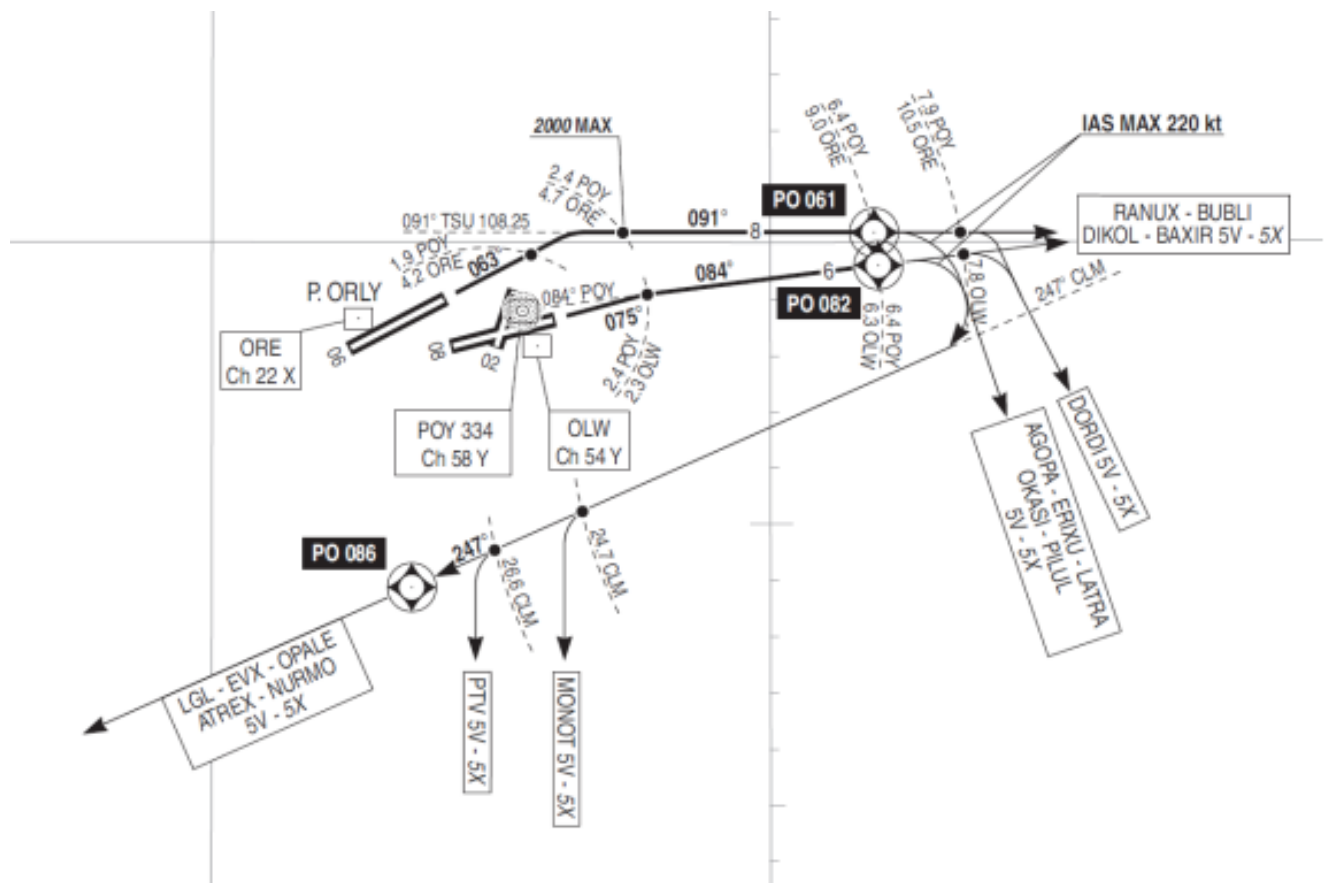 2000 MAX
6.4 POY
9.0 ORE
7.9 POY
10.5 ORE
IAS MAX 220 kt
2.4 POY
4.7 ORE
PO 061
RANUX - BUBLI
DIKOL - BAXIR 5V - 5X
091° TSU 108.25
091°
8
1.9 POY
4.2 ORE
063°
084°
6
7.8 OLW
247° CLM
P. ORLY
084° POY
PO 082
075°
ORE
Ch 22 X
06
08
02
2.4 POY
2.3 OLW
6.4 POY
6.3 OLW
POY 334
Ch 58 Y
OLW
Ch 54 Y
DORDI 5V - 5X
AGOPA - ERIXU - LATRA
OKASI - PILUL
5V - 5X
PO 086
247°
26.6 CLM
24.7 CLM
LGL - EVX - OPALE
ATREX - NURMO
5V - 5X
PTV 5V - 5X
MONOT 5V - 5X